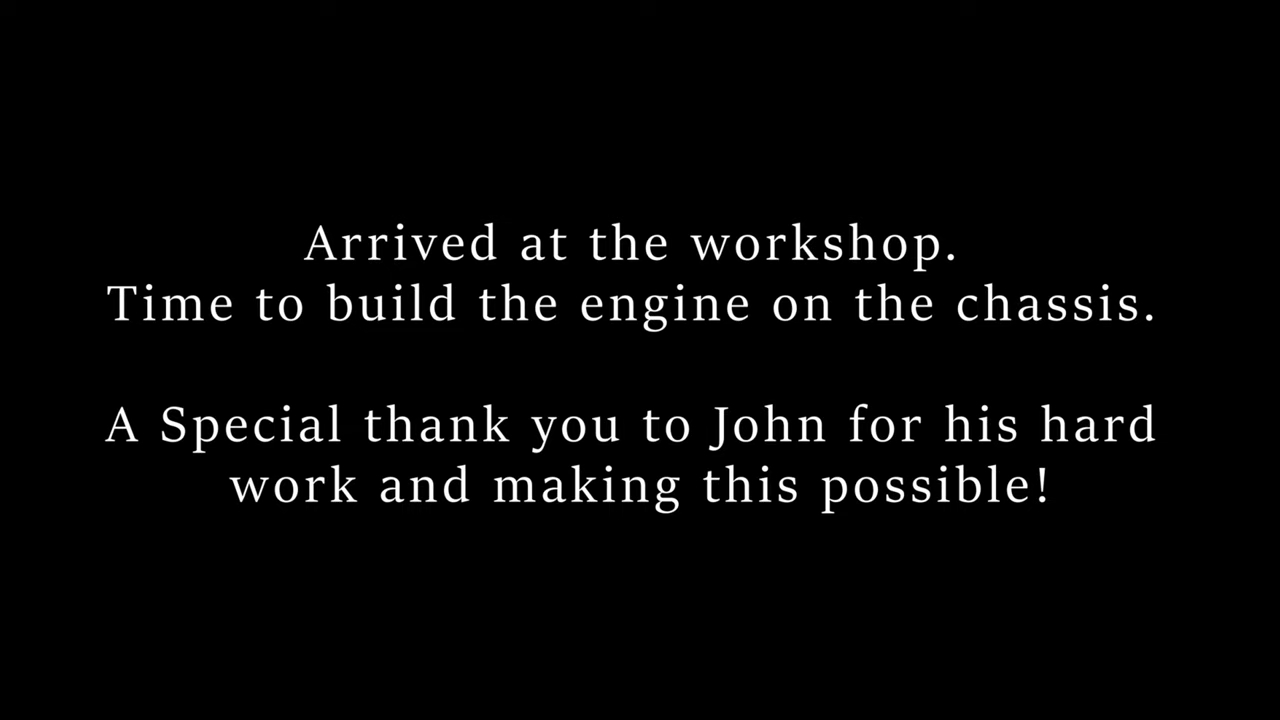 Arrived at the workshop.
Time to build the engine on the chassis.
A Special thank you to John for his hard
work and making this possible!